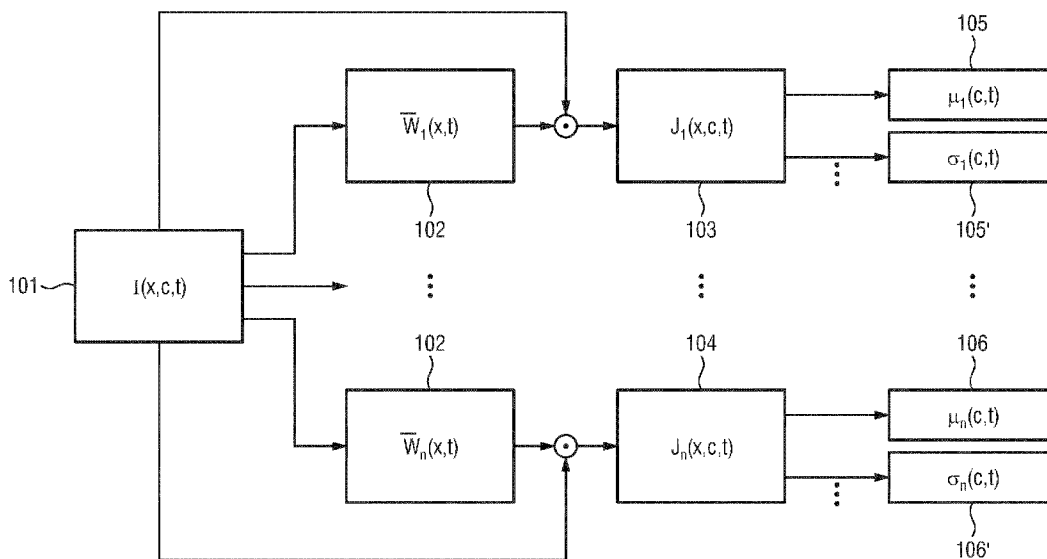 105
W̅₁(x,t)
J₁(x,c,t)
μ₁(c,t)
σ₁(c,t)
102
103
105'
101
I(x,c,t)
102
104
106
W̅ₙ(x,t)
Jₙ(x,c,t)
μₙ(c,t)
σₙ(c,t)
106'